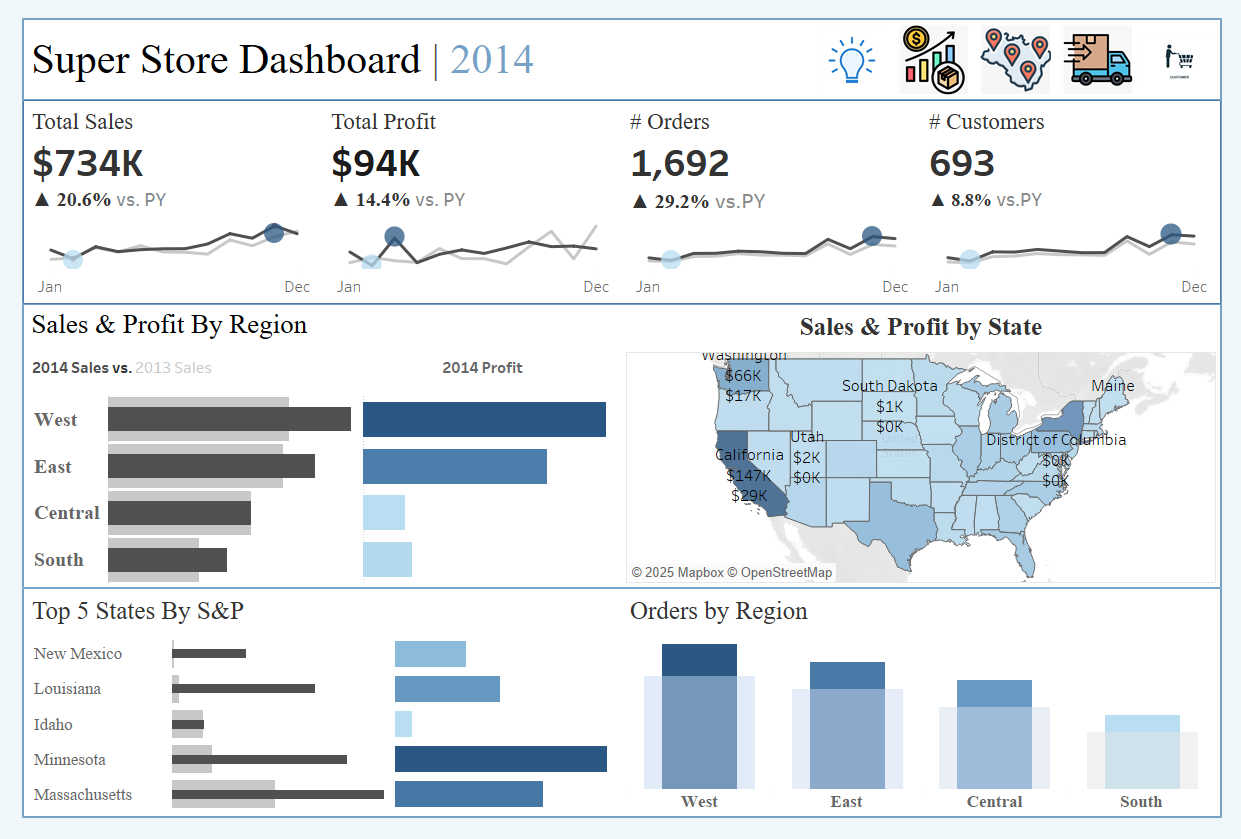 Super Store Dashboard | 2014
CUSTOMER
Total Sales
$734K
▲ 20.6% vs. PY
Jan Dec
Total Profit
$94K
▲ 14.4% vs. PY
Jan Dec
# Orders
1,692
▲ 29.2% vs.PY
Jan Dec
# Customers
693
▲ 8.8% vs.PY
Jan Dec
Sales & Profit By Region
2014 Sales vs. 2013 Sales
2014 Profit
West
East
Central
South
Sales & Profit by State
Washington
$66K
$17K
South Dakota
$1K
$0K
Maine
Utah
$2K
$0K
United
States
District of Columbia
$0K
$0K
California
$147K
$29K
© 2025 Mapbox © OpenStreetMap
Top 5 States By S&P
New Mexico
Louisiana
Idaho
Minnesota
Massachusetts
Orders by Region
West East Central South